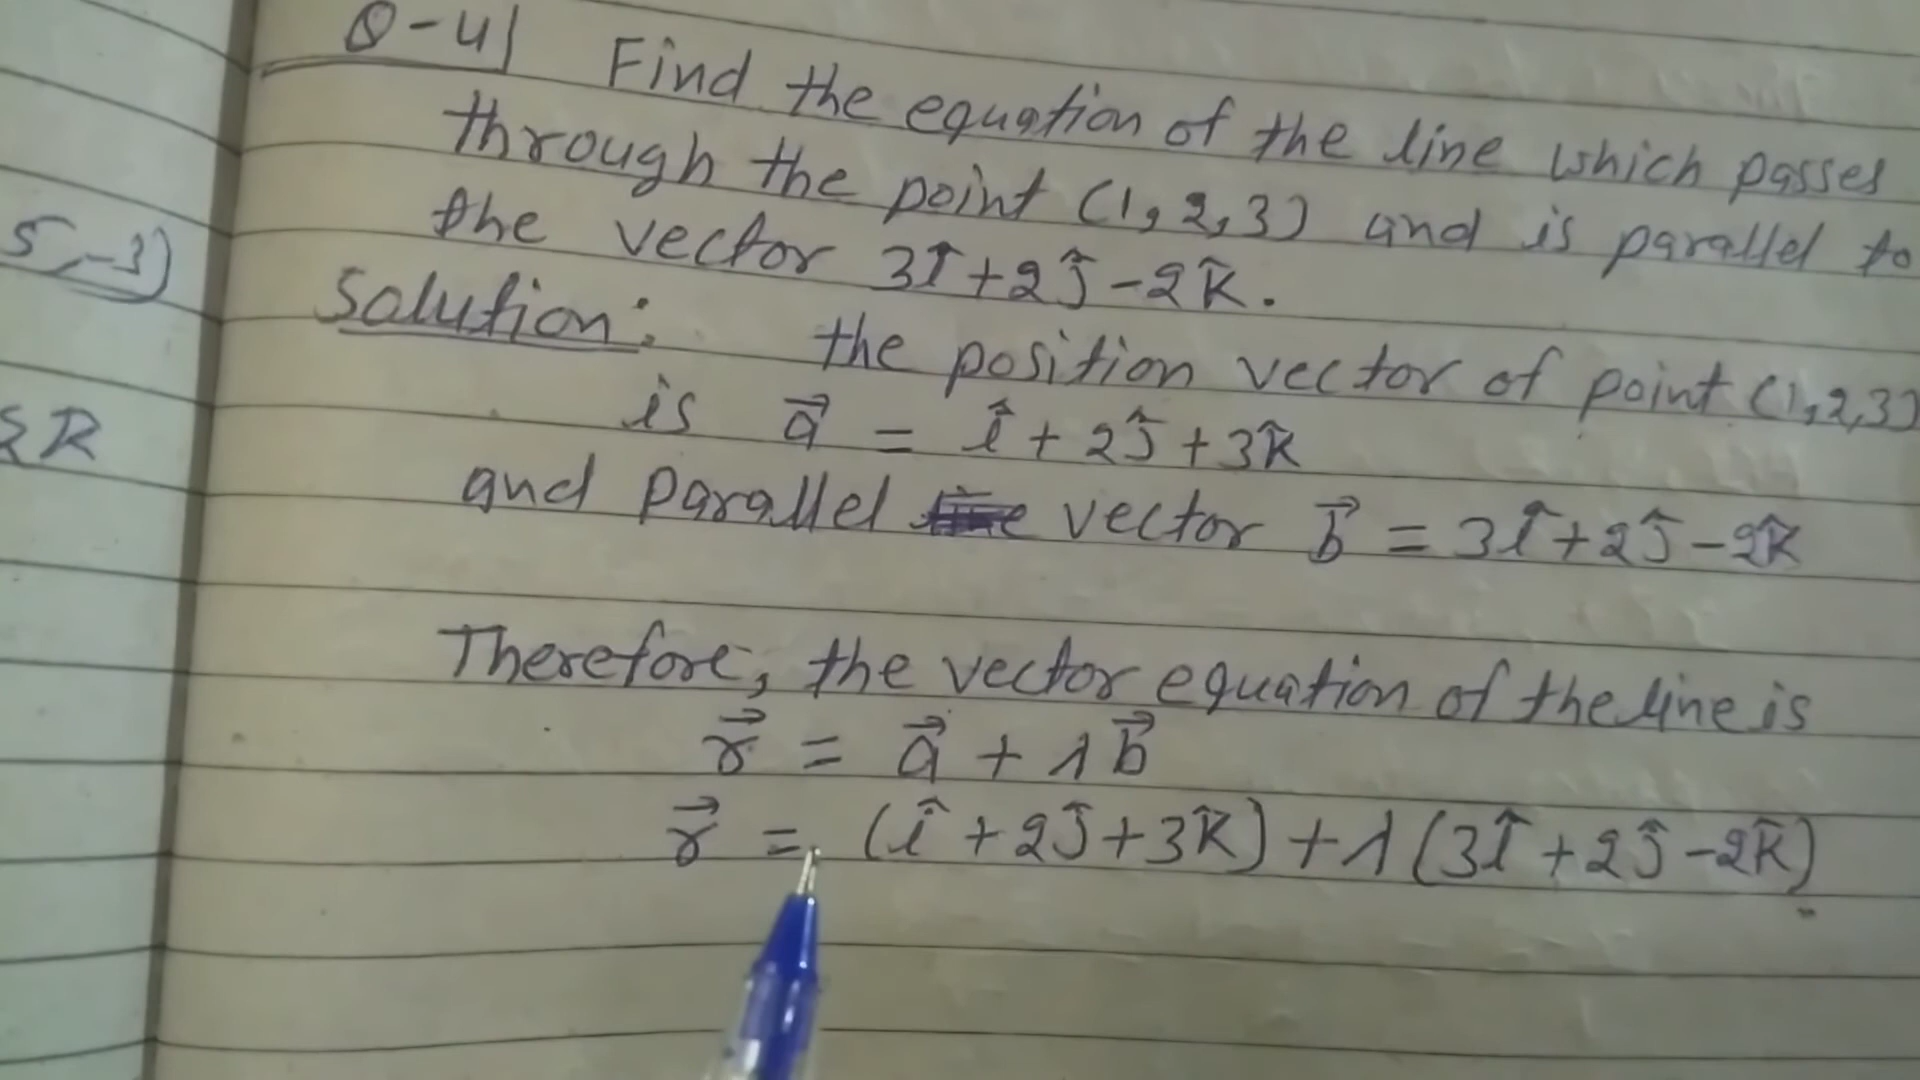 Q-4|
Find the equation of the line which passes
through the point (1,2,3) and is parallel to
the vector 3î+2ĵ-2k̂.
Solution: the position vector of point (1,2,3)
is a⃗ = î + 2ĵ + 3k̂
and parallel vector b⃗ = 3î+2ĵ-2k̂
Therefore, the vector equation of the line is
r⃗ = a⃗ + λb⃗
r⃗ = (î + 2ĵ + 3k̂) + λ(3î + 2ĵ - 2k̂)
5,-3)